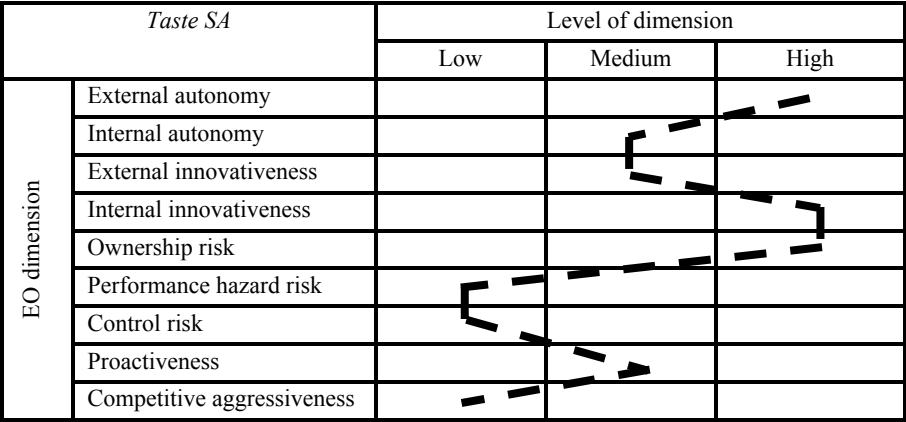 Taste SA
Level of dimension
Low Medium High
EO dimension
External autonomy
Internal autonomy
External innovativeness
Internal innovativeness
Ownership risk
Performance hazard risk
Control risk
Proactiveness
Competitive aggressiveness